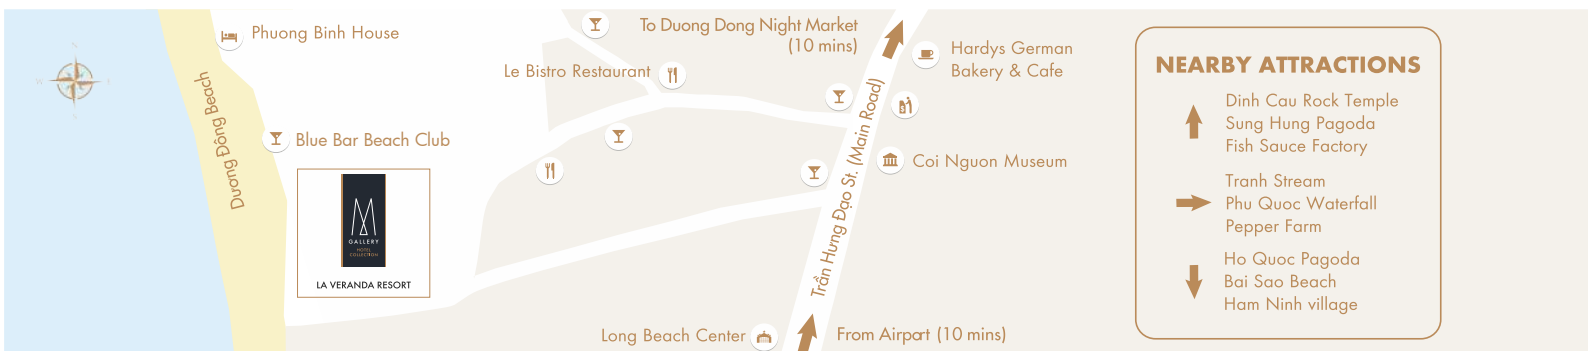 Phuong Binh House
To Duong Dong Night Market
(10 mins)
Hardys German
Bakery & Cafe
Le Bistro Restaurant
Dương Đông Beach
Blue Bar Beach Club
Trần Hưng Đạo St. (Main Road)
Coi Nguon Museum
M
GALLERY
HOTEL
COLLECTION
LA VERANDA RESORT
Long Beach Center
From Airpart (10 mins)
NEARBY ATTRACTIONS
Dinh Cau Rock Temple
Sung Hung Pagoda
Fish Sauce Factory
Tranh Stream
Phu Quoc Waterfall
Pepper Farm
Ho Quoc Pagoda
Bai Sao Beach
Ham Ninh village